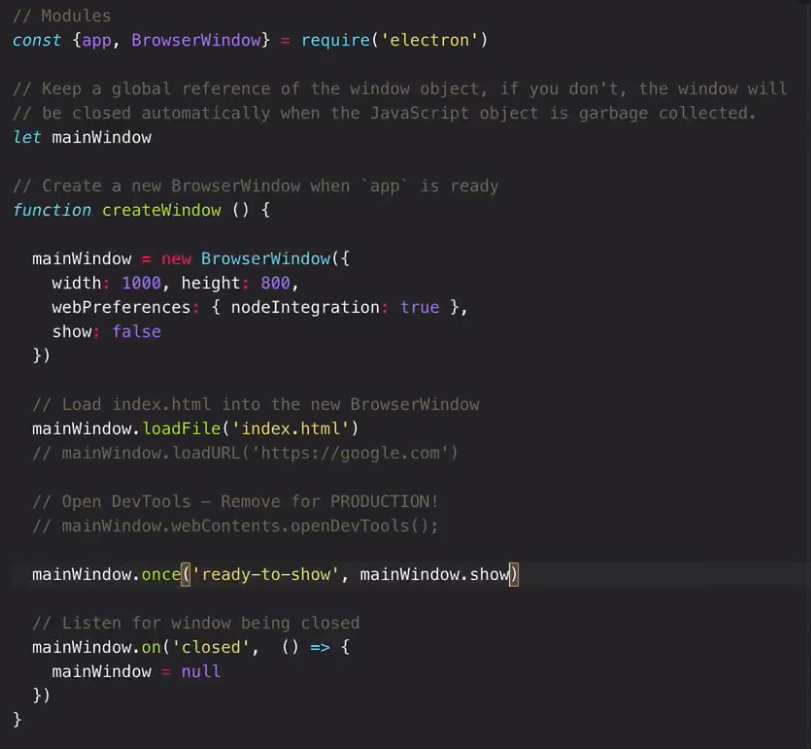 // Modules
const {app, BrowserWindow} = require('electron')
// Keep a global reference of the window object, if you don't, the window will
// be closed automatically when the JavaScript object is garbage collected.
let mainWindow
// Create a new BrowserWindow when `app` is ready
function createWindow () {
mainWindow = new BrowserWindow({
width: 1000, height: 800,
webPreferences: { nodeIntegration: true },
show: false
})
// Load index.html into the new BrowserWindow
mainWindow.loadFile('index.html')
// mainWindow.loadURL('https://google.com')
// Open DevTools - Remove for PRODUCTION!
// mainWindow.webContents.openDevTools();
mainWindow.once('ready-to-show', mainWindow.show)
// Listen for window being closed
mainWindow.on('closed',  () => {
mainWindow = null
})
}